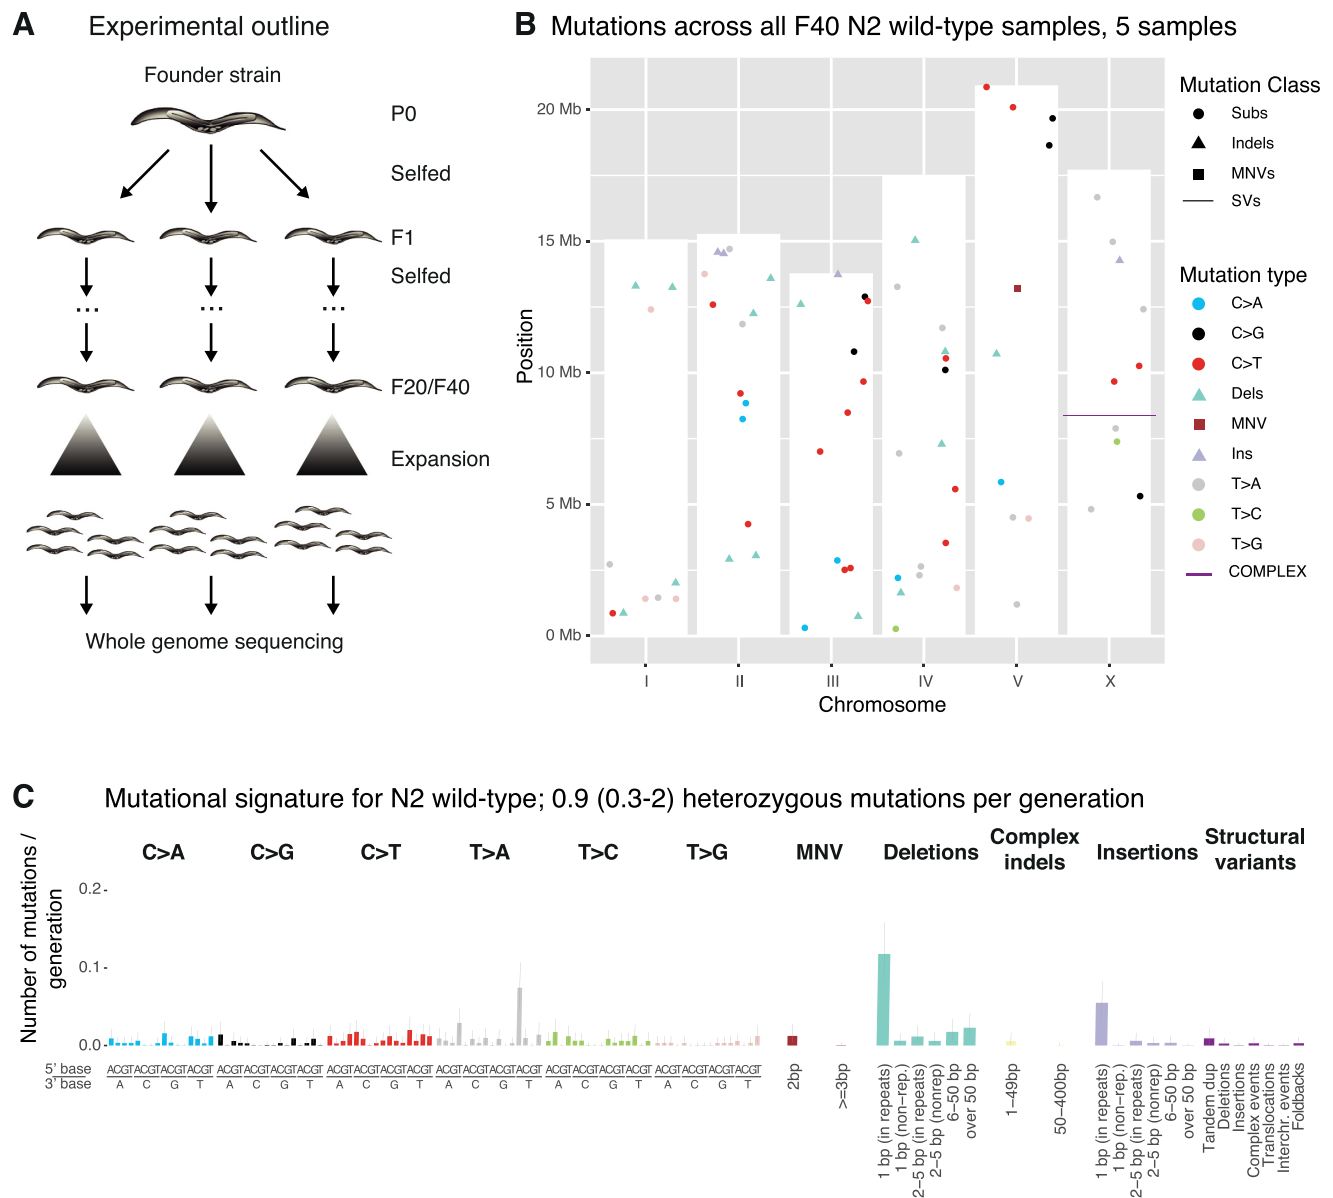 A Experimental outline
Founder strain
P0
Selfed
F1
Selfed
...
...
...
F20/F40
Expansion
Whole genome sequencing
B Mutations across all F40 N2 wild-type samples, 5 samples
Position
20 Mb
15 Mb
10 Mb
5 Mb
0 Mb
I II III IV V X
Chromosome
Mutation Class
Subs
Indels
MNVs
SVs
Mutation type
C>A
C>G
C>T
Dels
MNV
Ins
T>A
T>C
T>G
COMPLEX
C Mutational signature for N2 wild-type; 0.9 (0.3-2) heterozygous mutations per generation
Number of mutations /
generation
C>A C>G C>T T>A T>C T>G MNV Deletions Complex
indels Insertions Structural
variants
0.2
0.1
0.0
5' base ACGTACGTACGTACGT ACGTACGTACGTACGT ACGTACGTACGTACGT ACGTACGTACGTACGT ACGTACGTACGTACGT ACGTACGTACGTACGT
3' base A C G T A C G T A C G T A C G T A C G T A C G T
2bp
>=3bp
1 bp (in repeats)
1 bp (non−rep.)
2−5 bp (in repeats)
2−5 bp (nonrep)
6−50 bp
over 50 bp
1−49bp
50−400bp
1 bp (in repeats)
1 bp (non−rep.)
2−5 bp (in repeats)
2−5 bp (nonrep)
6−50 bp
over 50 bp
Tandem dup
Deletions
Insertions
Complex events
Translocations
Interchr. events
Foldbacks